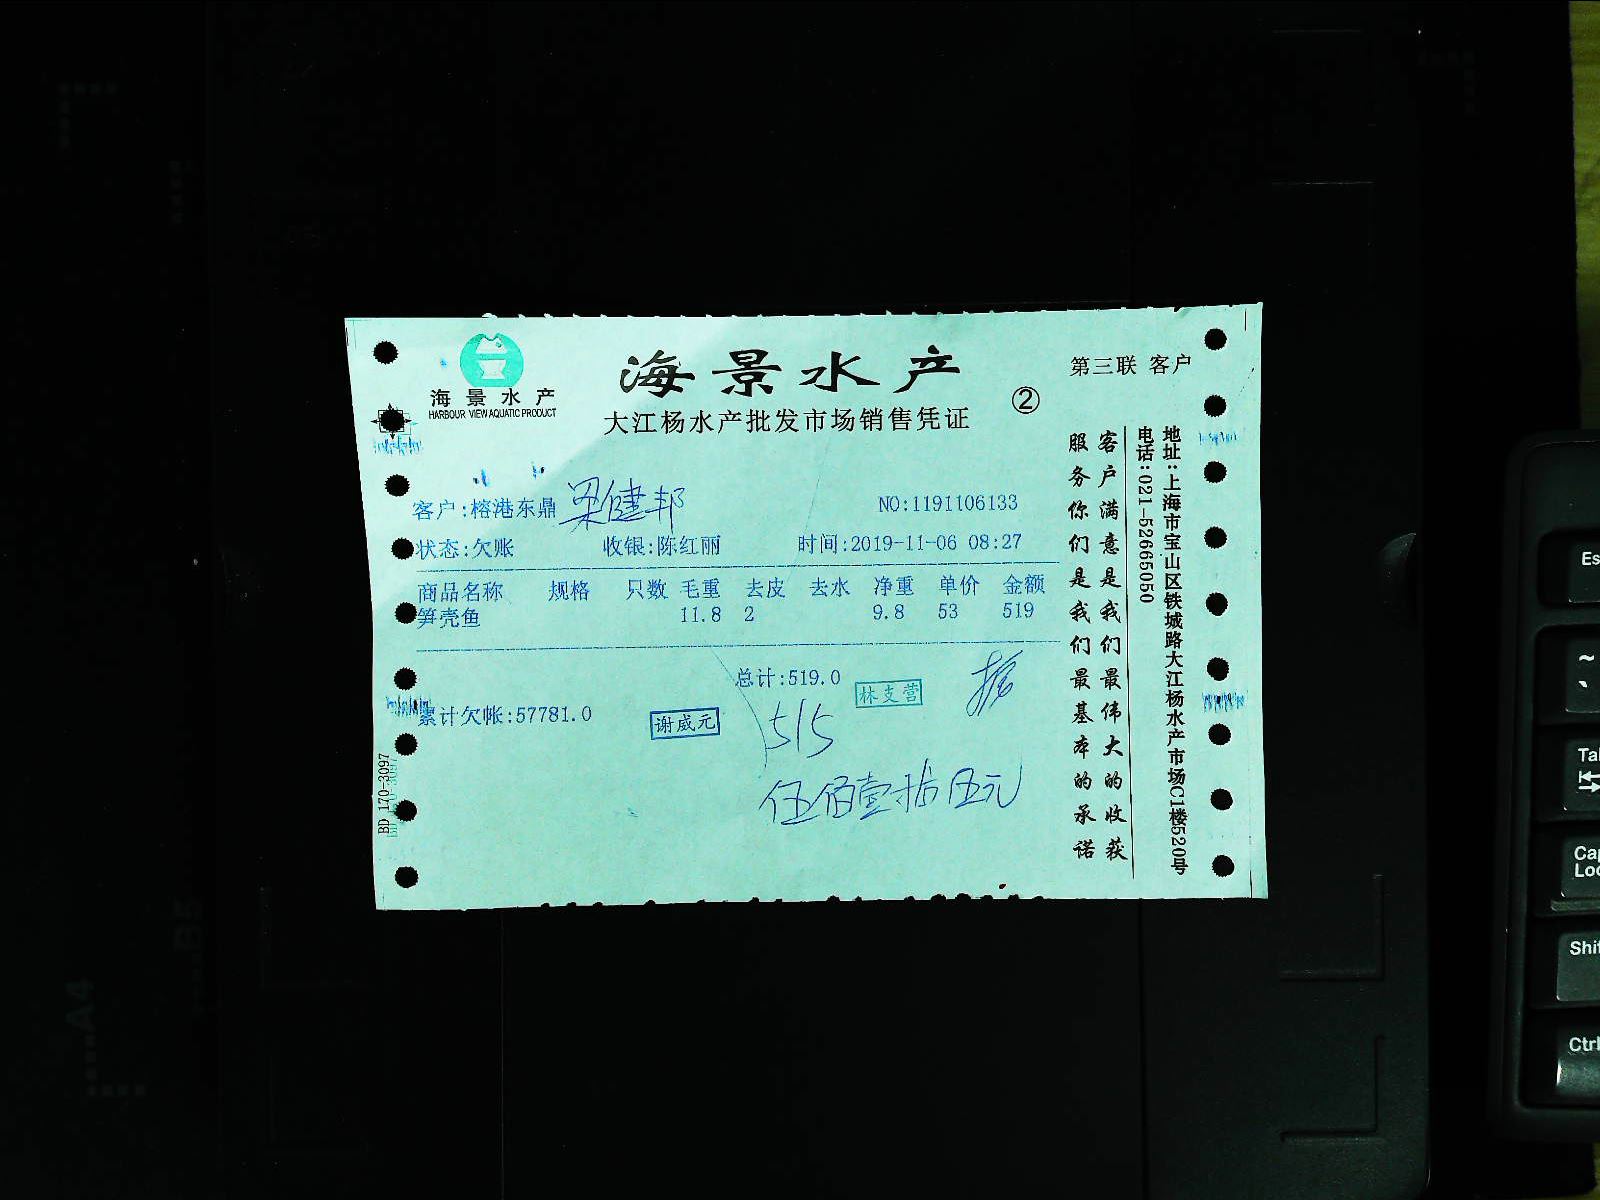 海景水产
HARBOUR VIEW AQUATIC PRODUCT
海景水产
大江杨水产批发市场销售凭证
②
第三联 客户
客户:榕港东鼎 梁健邦
NO:1191106133
状态:欠账 收银:陈红丽 时间:2019-11-06 08:27
商品名称 规格 只数 毛重 去皮 去水 净重 单价 金额
笋壳鱼 11.8 2 9.8 53 519
总计:519.0
林支营
累计欠帐:57781.0
谢威元
515
伍佰壹拾伍元
客户满意是我们最伟大的收获
服务你们是我们最基本的承诺
地址:上海市宝山区铁城路大江杨水产市场C1楼520号
电话:021-52665050
BD 170-3097
A4
B5
Es
~
Ta
Cap
Loc
Shif
Ctrl